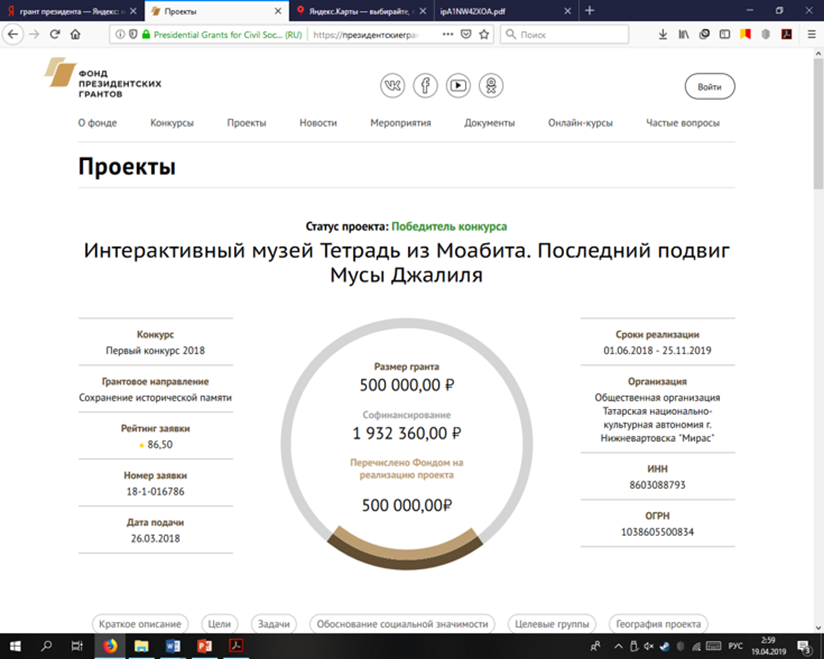 грант президента — Яндекс: н
Проекты
Яндекс.Карты — выбирайте,
ipA1NW42XOA.pdf
Presidential Grants for Civil Soc... (RU)
https://президентскиегран
Поиск
ФОНД
ПРЕЗИДЕНТСКИХ
ГРАНТОВ
Войти
О фонде
Конкурсы
Проекты
Новости
Мероприятия
Документы
Онлайн-курсы
Частые вопросы
Проекты
Статус проекта: Победитель конкурса
Интерактивный музей Тетрадь из Моабита. Последний подвиг
Мусы Джалиля
Конкурс
Первый конкурс 2018
Грантовое направление
Сохранение исторической памяти
Рейтинг заявки
86,50
Номер заявки
18-1-016786
Дата подачи
26.03.2018
Размер гранта
500 000,00 ₽
Софинансирование
1 932 360,00 ₽
Перечислено Фондом на
реализацию проекта
500 000,00₽
Сроки реализации
01.06.2018 - 25.11.2019
Организация
Общественная организация
Татарская национально-
культурная автономия г.
Нижневартовска "Мирас"
ИНН
8603088793
ОГРН
1038605500834
Краткое описание
Цели
Задачи
Обоснование социальной значимости
Целевые группы
География проекта
РУС
2:59
19.04.2019